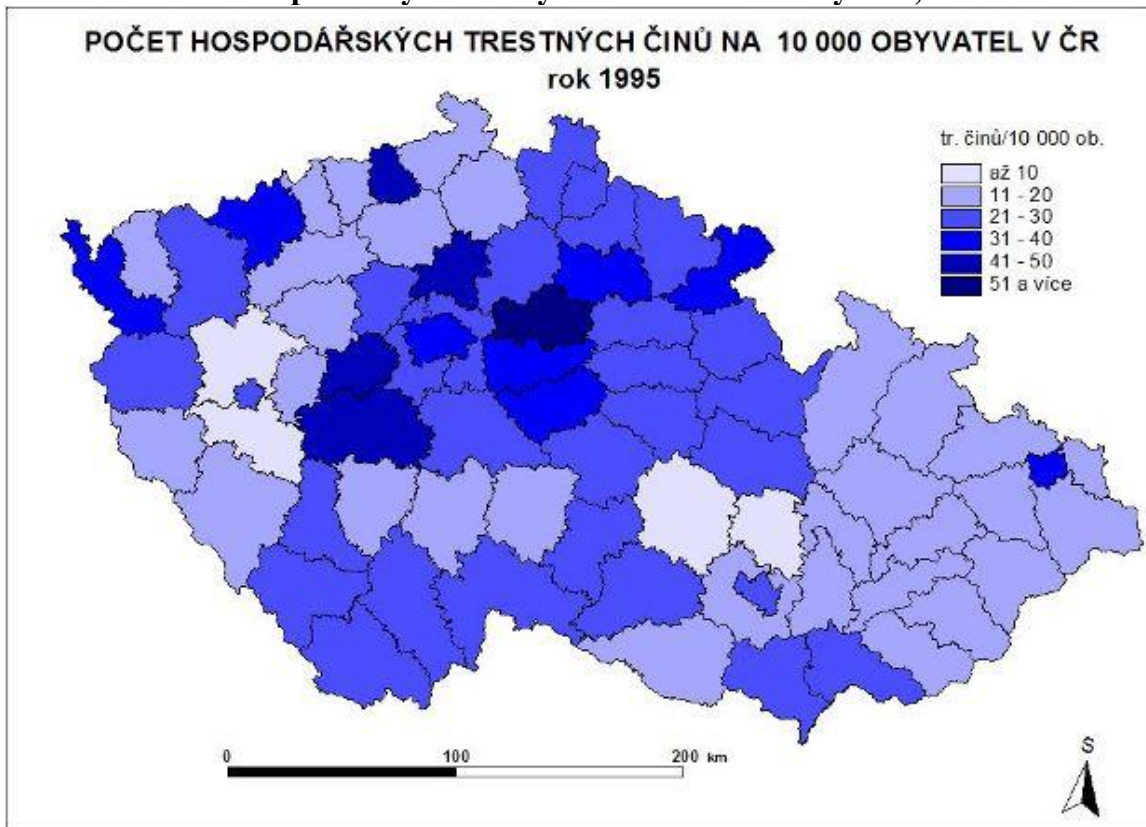 POČET HOSPODÁŘSKÝCH TRESTNÝCH ČINŮ NA 10 000 OBYVATEL V ČR
rok 1995
tr. činů/10 000 ob.
až 10
11 - 20
21 - 30
31 - 40
41 - 50
51 a více
0 100 200 km
S